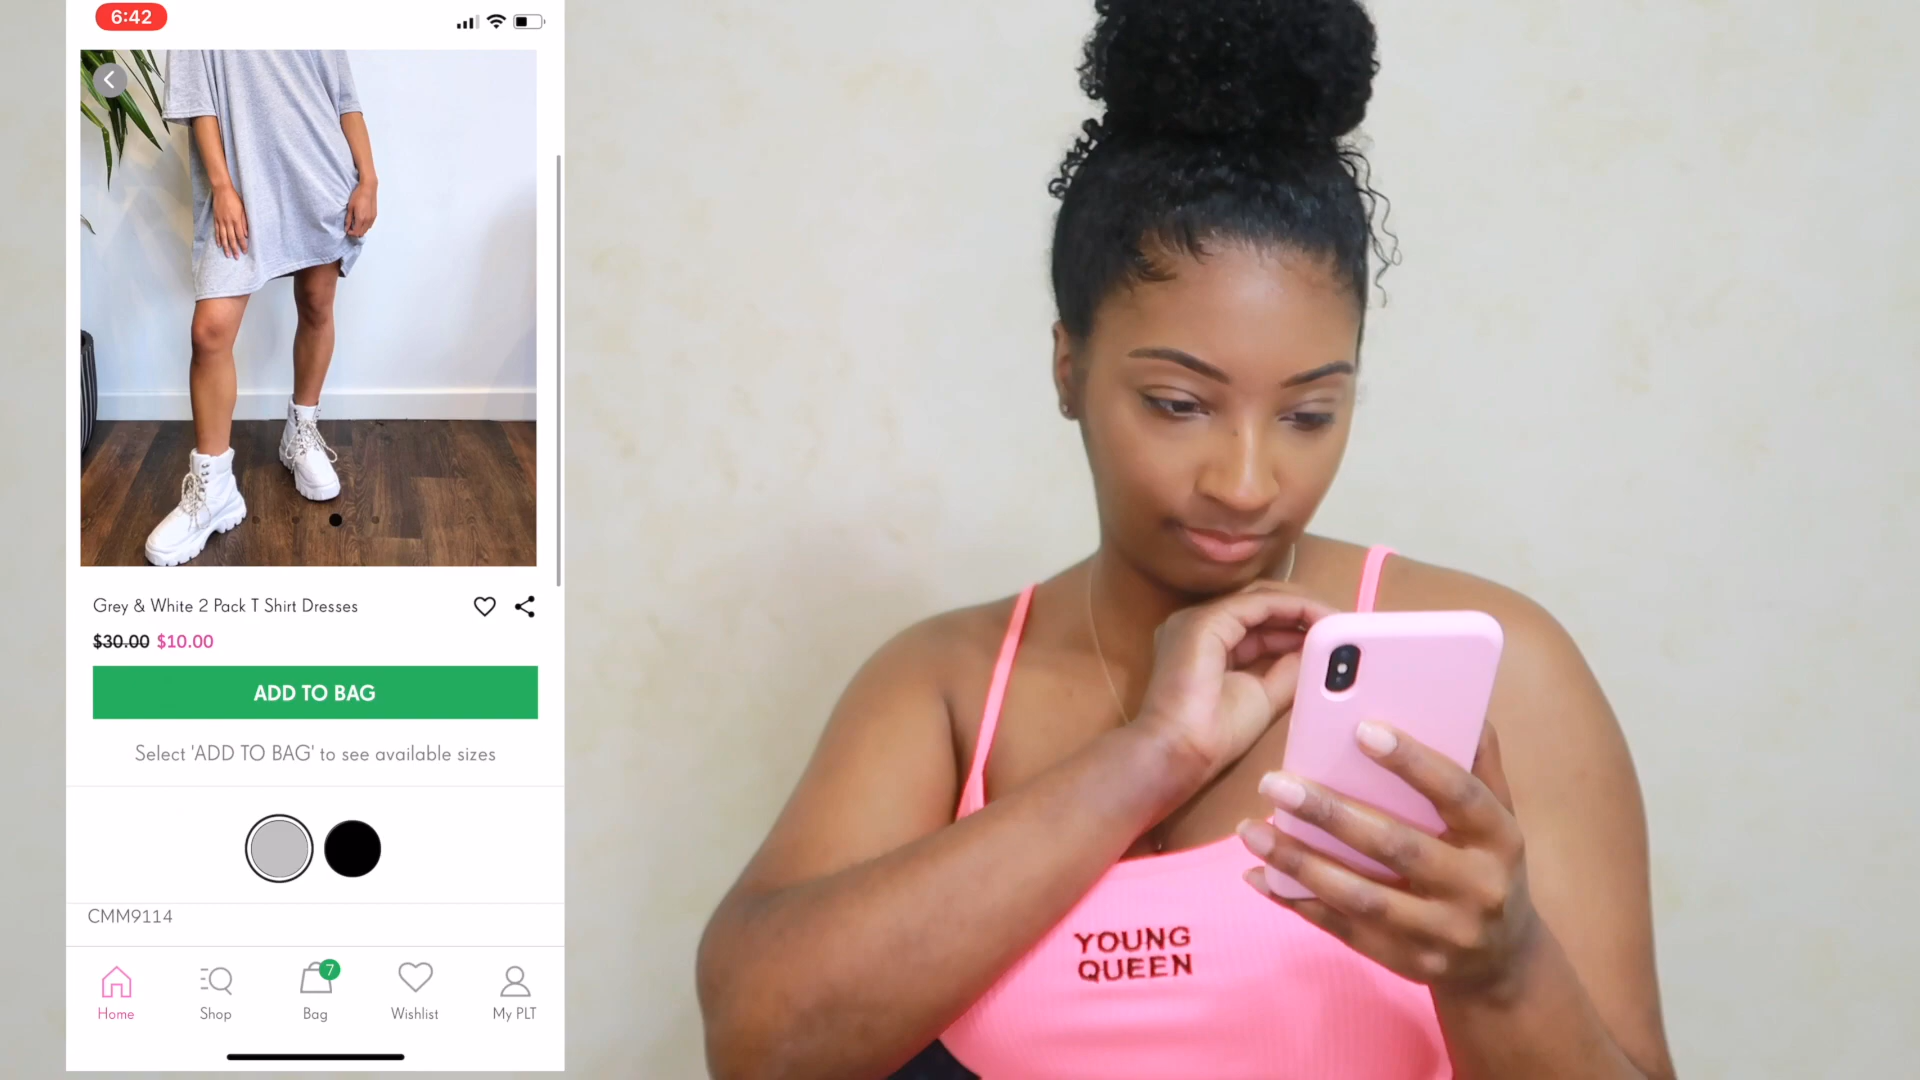 6:42
Grey & White 2 Pack T Shirt Dresses
$30.00 $10.00
ADD TO BAG
Select 'ADD TO BAG' to see available sizes
CMM9114
7
Home
Shop
Bag
Wishlist
My PLT
YOUNG
QUEEN